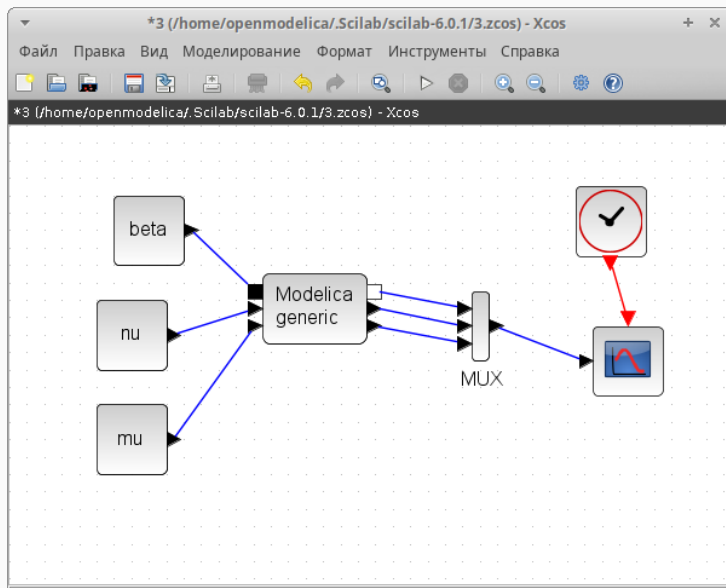 *3 (/home/openmodelica/.Scilab/scilab-6.0.1/3.zcos) - Xcos
Файл Правка Вид Моделирование Формат Инструменты Справка
*3 (/home/openmodelica/.Scilab/scilab-6.0.1/3.zcos) - Xcos
beta
Modelica
generic
nu
MUX
mu